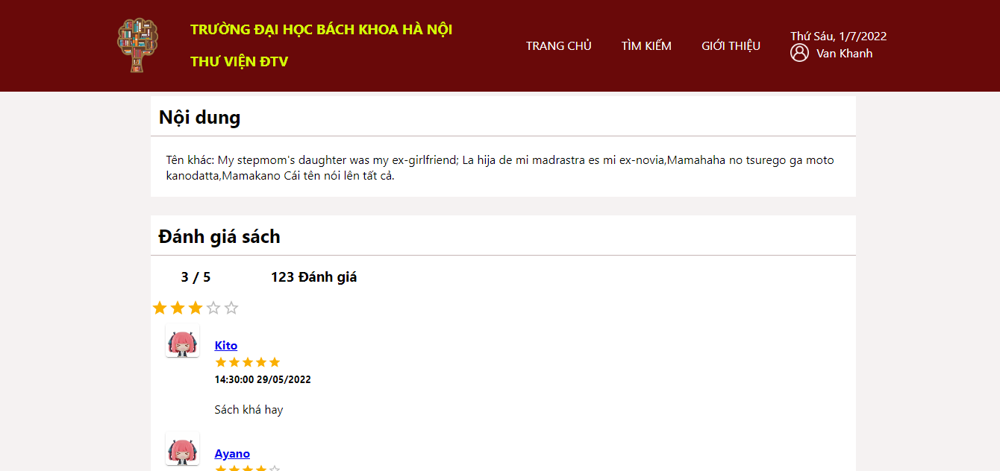 TRƯỜNG ĐẠI HỌC BÁCH KHOA HÀ NỘI
THƯ VIỆN ĐTV
TRANG CHỦ
TÌM KIẾM
GIỚI THIỆU
Thứ Sáu, 1/7/2022
Van Khanh
Nội dung
Tên khác: My stepmom's daughter was my ex-girlfriend; La hija de mi madrastra es mi ex-novia,Mamahaha no tsurego ga moto
kanodatta,Mamakano Cái tên nói lên tất cả.
Đánh giá sách
3 / 5
123 Đánh giá
Kito
14:30:00 29/05/2022
Sách khá hay
Ayano